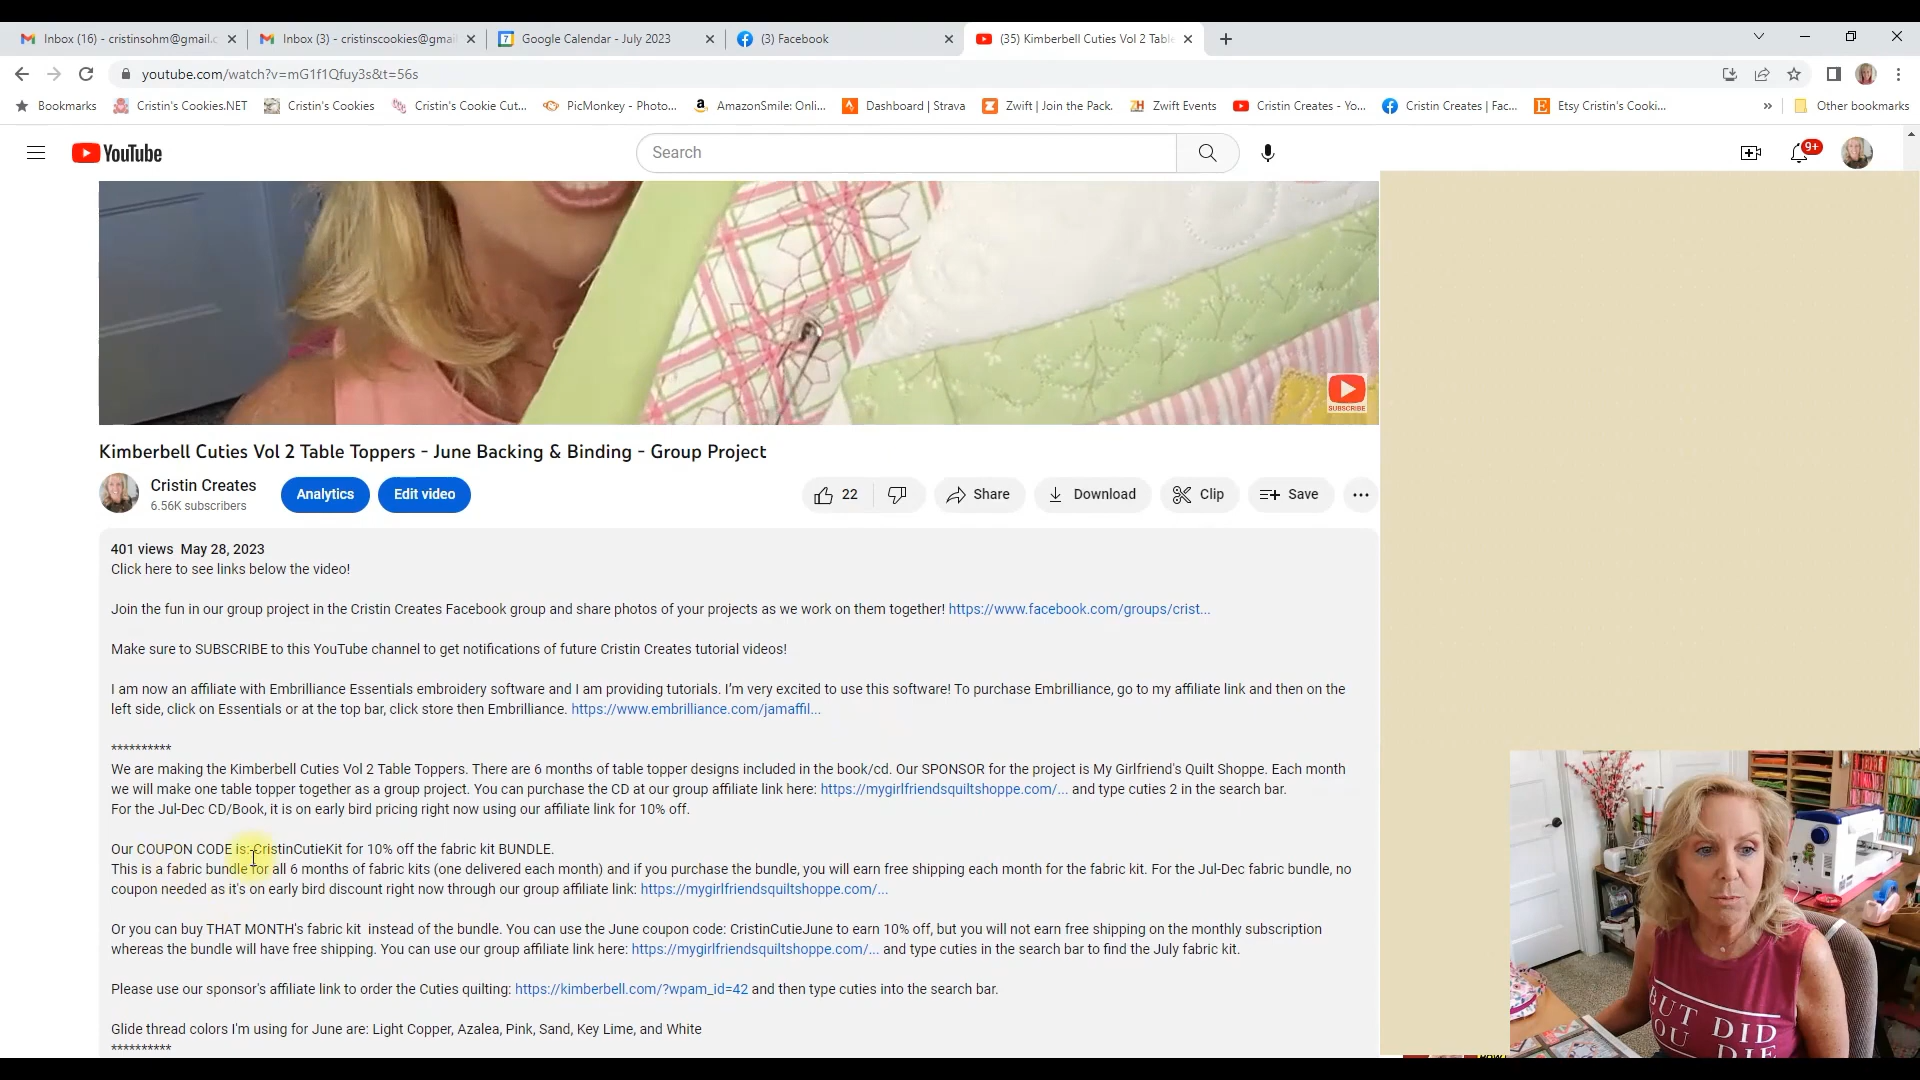 Inbox (16) - cristinsohm@gmail.c
Inbox (3) - cristinscookies@gmai
Google Calendar - July 2023
(3) Facebook
(35) Kimberbell Cuties Vol 2 Table
youtube.com/watch?v=mG1f1Qfuy3s&t=56s
Bookmarks
Cristin's Cookies.NET
Cristin's Cookies
Cristin's Cookie Cut...
PicMonkey - Photo...
AmazonSmile: Onli...
Dashboard | Strava
Zwift | Join the Pack.
Zwift Events
Cristin Creates - Yo...
Cristin Creates | Fac...
Etsy Cristin's Cooki...
Other bookmarks
YouTube
Search
9+
SUBSCRIBE
Kimberbell Cuties Vol 2 Table Toppers - June Backing & Binding - Group Project
Cristin Creates
6.56K subscribers
Analytics
Edit video
22
Share
Download
Clip
Save
401 views May 28, 2023
Click here to see links below the video!
Join the fun in our group project in the Cristin Creates Facebook group and share photos of your projects as we work on them together! https://www.facebook.com/groups/crist...
Make sure to SUBSCRIBE to this YouTube channel to get notifications of future Cristin Creates tutorial videos!
I am now an affiliate with Embrilliance Essentials embroidery software and I am providing tutorials. I'm very excited to use this software! To purchase Embrilliance, go to my affiliate link and then on the
left side, click on Essentials or at the top bar, click store then Embrilliance. https://www.embrilliance.com/jamaffil...
**********
We are making the Kimberbell Cuties Vol 2 Table Toppers. There are 6 months of table topper designs included in the book/cd. Our SPONSOR for the project is My Girlfriend's Quilt Shoppe. Each month
we will make one table topper together as a group project. You can purchase the CD at our group affiliate link here: https://mygirlfriendsquiltshoppe.com/... and type cuties 2 in the search bar.
For the Jul-Dec CD/Book, it is on early bird pricing right now using our affiliate link for 10% off.
Our COUPON CODE is: CristinCutieKit for 10% off the fabric kit BUNDLE.
This is a fabric bundle for all 6 months of fabric kits (one delivered each month) and if you purchase the bundle, you will earn free shipping each month for the fabric kit. For the Jul-Dec fabric bundle, no
coupon needed as it's on early bird discount right now through our group affiliate link: https://mygirlfriendsquiltshoppe.com/...
Or you can buy THAT MONTH's fabric kit instead of the bundle. You can use the June coupon code: CristinCutieJune to earn 10% off, but you will not earn free shipping on the monthly subscription
whereas the bundle will have free shipping. You can use our group affiliate link here: https://mygirlfriendsquiltshoppe.com/... and type cuties in the search bar to find the July fabric kit.
Please use our sponsor's affiliate link to order the Cuties quilting: https://kimberbell.com/?wpam_id=42 and then type cuties into the search bar.
Glide thread colors I'm using for June are: Light Copper, Azalea, Pink, Sand, Key Lime, and White
**********
BUT DID
YOU DIE